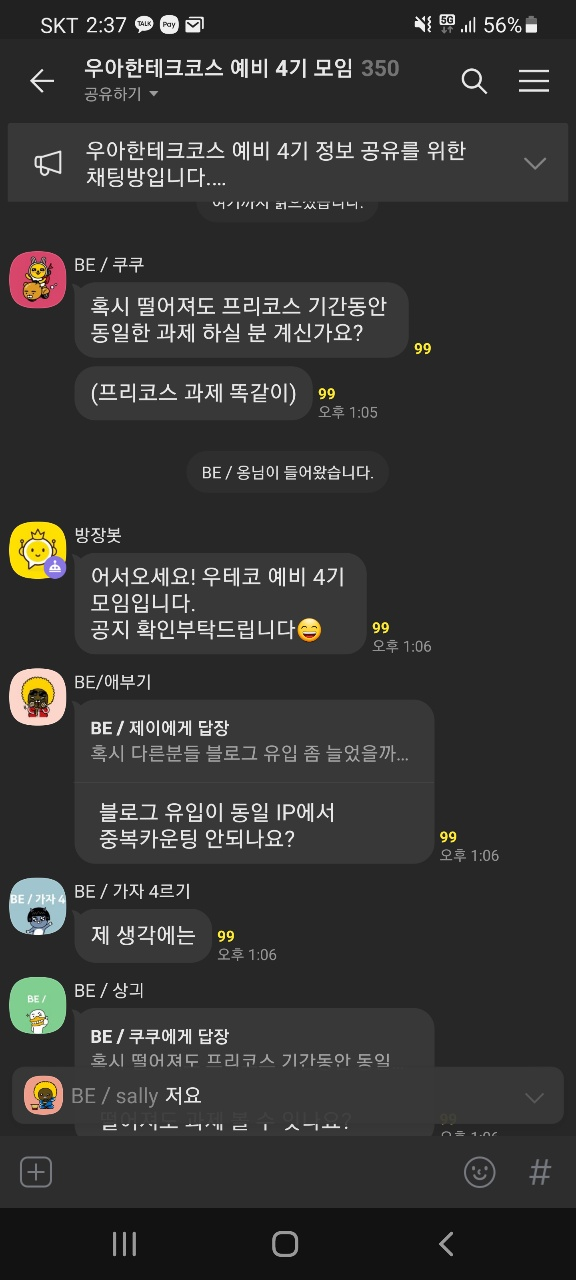 SKT 2:37 TALK Pay 5G 56%
우아한테크코스 예비 4기 모임 350
공유하기
우아한테크코스 예비 4기 정보 공유를 위한
채팅방입니다....
여기까지 읽으셨습니다.
BE / 쿠쿠
혹시 떨어져도 프리코스 기간동안
동일한 과제 하실 분 계신가요?
99
(프리코스 과제 똑같이)
99
오후 1:05
BE / 옹님이 들어왔습니다.
방장봇
어서오세요! 우테코 예비 4기
모임입니다.
공지 확인부탁드립니다😄
99
오후 1:06
BE/애부기
BE / 제이에게 답장
혹시 다른분들 블로그 유입 좀 늘었을까...
블로그 유입이 동일 IP에서
중복카운팅 안되나요?
99
오후 1:06
BE / 가자 4르기
BE / 가자 4
제 생각에는
99
오후 1:06
BE / 상괴
BE /
BE / 쿠쿠에게 답장
혹시 떨어져도 프리코스 기간동안 동일
BE / sally 저요
떨어져도 과제 볼 수 잇나요?
99
오후 1:06
#